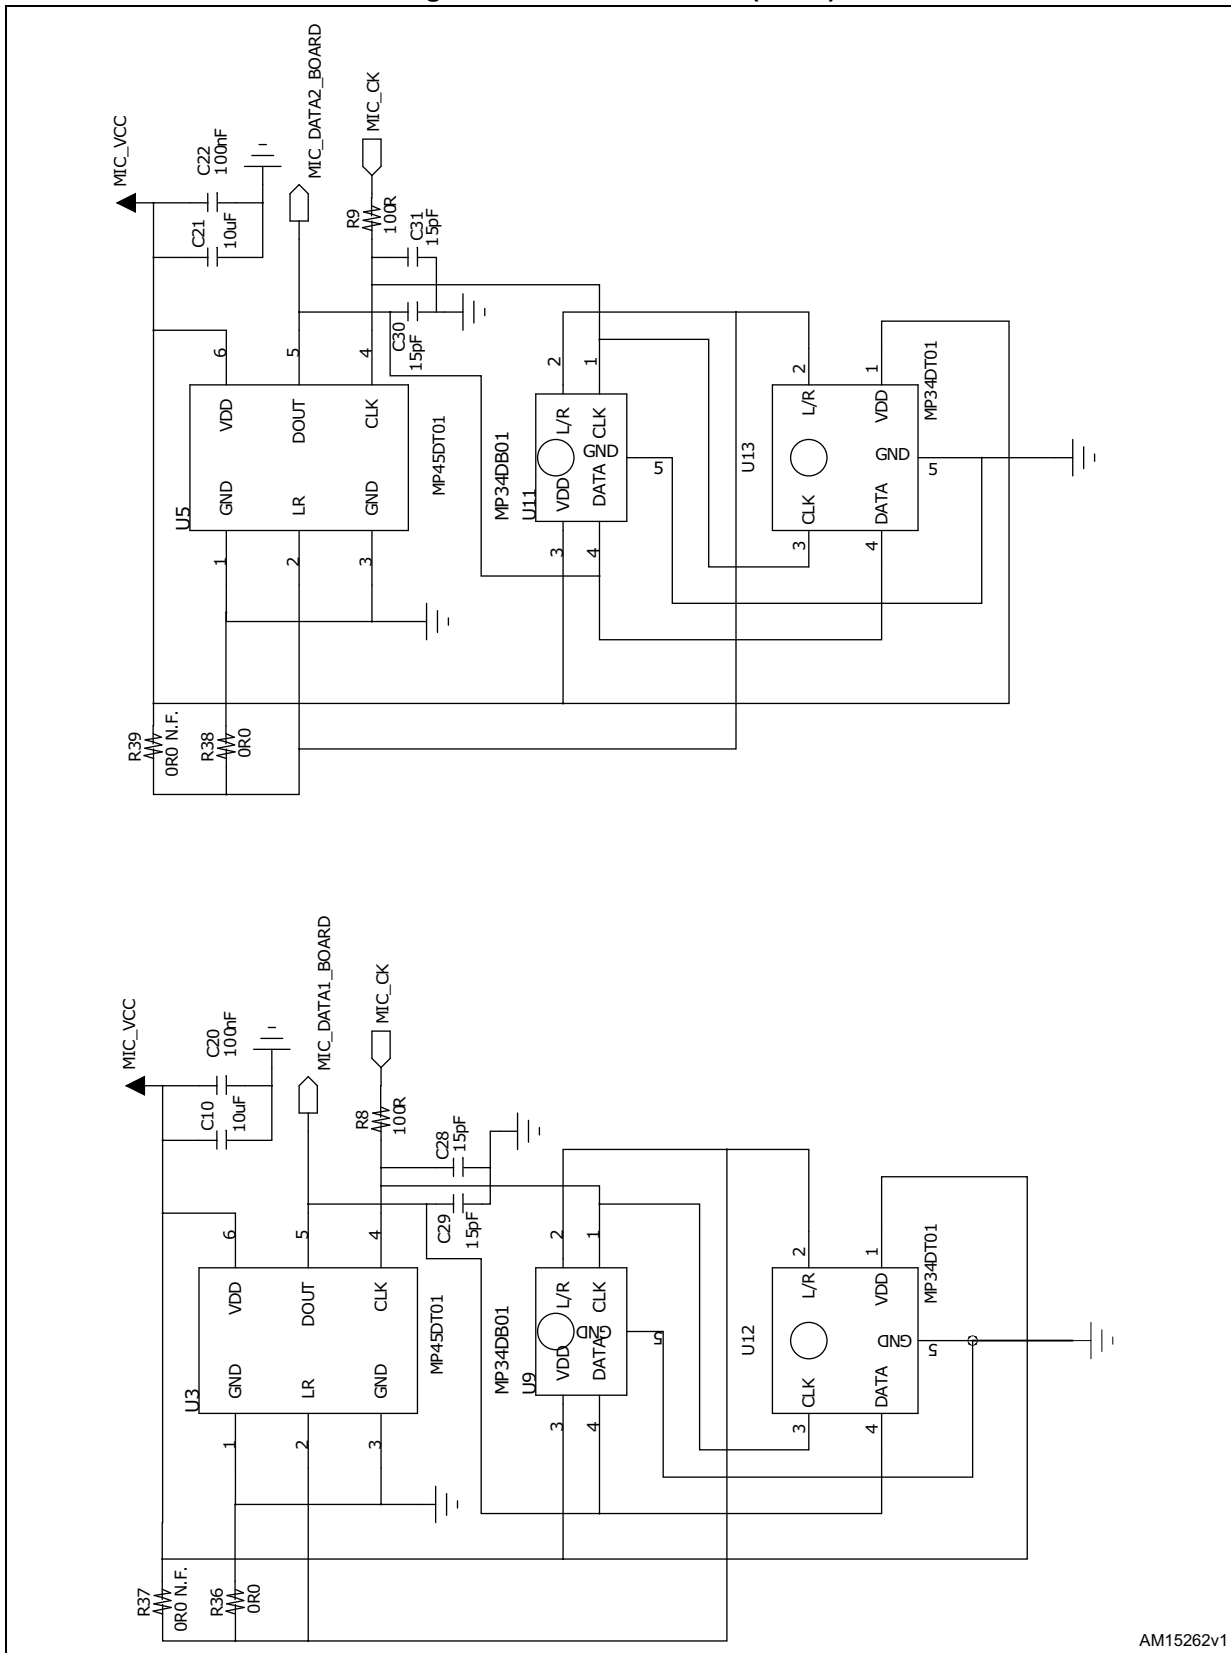 MIC_VCC
C22
100nF
C21
10uF
MIC_DATA2_BOARD
MIC_CK
R9
100R
C31
15pF
C30
15pF
6
5
4
VDD
DOUT
CLK
GND
LR
GND
U5
MP45DT01
1
2
3
R39
0R0 N.F.
R38
0R0
2
1
L/R
CLK
VDD
DATA
GND
5
MP34DB01
U11
3
4
2
1
L/R
VDD
CLK
DATA
GND
5
U13
MP34DT01
3
4
MIC_VCC
C20
100nF
C10
10uF
MIC_DATA1_BOARD
MIC_CK
R8
100R
C28
15pF
C29
15pF
6
5
4
VDD
DOUT
CLK
GND
LR
GND
U3
MP45DT01
1
2
3
R37
0R0 N.F.
R36
0R0
2
1
L/R
CLK
VDD
DATA
GND
5
MP34DB01
U9
3
4
2
1
L/R
VDD
CLK
DATA
GND
5
U12
MP34DT01
3
4
AM15262v1